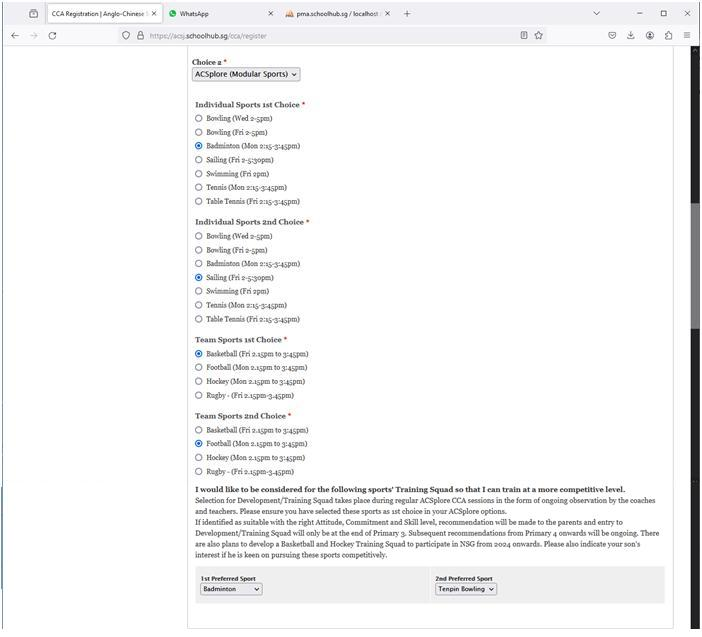 CCA Registration | Anglo-Chinese S
WhatsApp
pma.schoolhub.sg / localhost
https://acsj.schoolhub.sg/cca/register
Choice 2 *
ACSplore (Modular Sports)
Individual Sports 1st Choice *
Bowling (Wed 2-5pm)
Bowling (Fri 2-5pm)
Badminton (Mon 2:15-3:45pm)
Sailing (Fri 2-5:30pm)
Swimming (Fri 2pm)
Tennis (Mon 2:15-3:45pm)
Table Tennis (Fri 2:15-3:45pm)
Individual Sports 2nd Choice *
Bowling (Wed 2-5pm)
Bowling (Fri 2-5pm)
Badminton (Mon 2:15-3:45pm)
Sailing (Fri 2-5:30pm)
Swimming (Fri 2pm)
Tennis (Mon 2:15-3:45pm)
Table Tennis (Fri 2:15-3:45pm)
Team Sports 1st Choice *
Basketball (Fri 2.15pm to 3:45pm)
Football (Mon 2.15pm to 3:45pm)
Hockey (Mon 2.15pm to 3:45pm)
Rugby - (Fri 2.15pm-3.45pm)
Team Sports 2nd Choice *
Basketball (Fri 2.15pm to 3:45pm)
Football (Mon 2.15pm to 3:45pm)
Hockey (Mon 2.15pm to 3:45pm)
Rugby - (Fri 2.15pm-3.45pm)
I would like to be considered for the following sports' Training Squad so that I can train at a more competitive level.
Selection for Development/Training Squad takes place during regular ACSplore CCA sessions in the form of ongoing observation by the coaches
and teachers. Please ensure you have selected these sports as 1st choice in your ACSplore options.
If identified as suitable with the right Attitude, Commitment and Skill level, recommendation will be made to the parents and entry to
Development/Training Squad will only be at the end of Primary 3. Subsequent recommendations from Primary 4 onwards will be ongoing. There
are also plans to develop a Basketball and Hockey Training Squad to participate in NSG from 2024 onwards. Please also indicate your son's
interest if he is keen on pursuing these sports competitively.
1st Preferred Sport
2nd Preferred Sport
Badminton
Tenpin Bowling